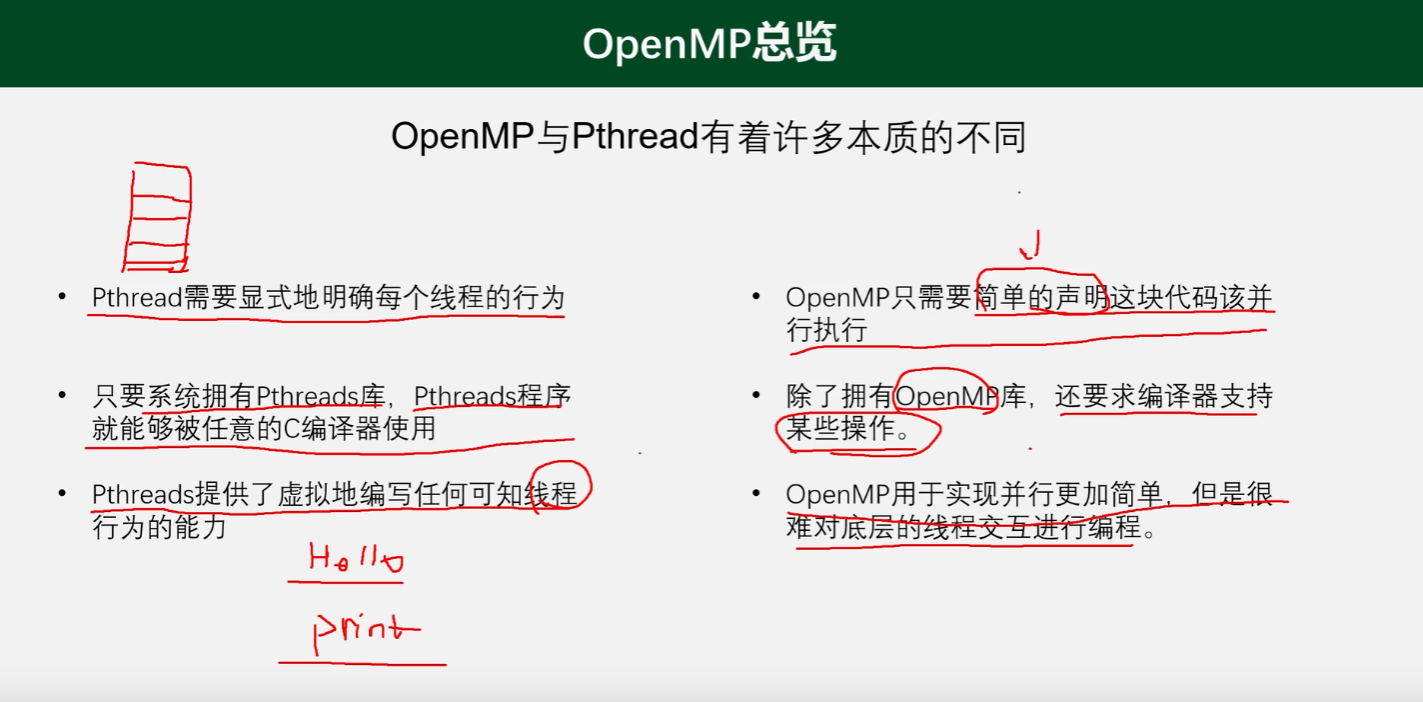 OpenMP总览
OpenMP与Pthread有着许多本质的不同
• Pthread需要显式地明确每个线程的行为
• 只要系统拥有Pthreads库，Pthreads程序
就能够被任意的C编译器使用
• Pthreads提供了虚拟地编写任何可知线程
行为的能力
Hello
print
• OpenMP只需要简单的声明这块代码该并
行执行
• 除了拥有OpenMP库，还要求编译器支持
某些操作。
• OpenMP用于实现并行更加简单，但是很
难对底层的线程交互进行编程。